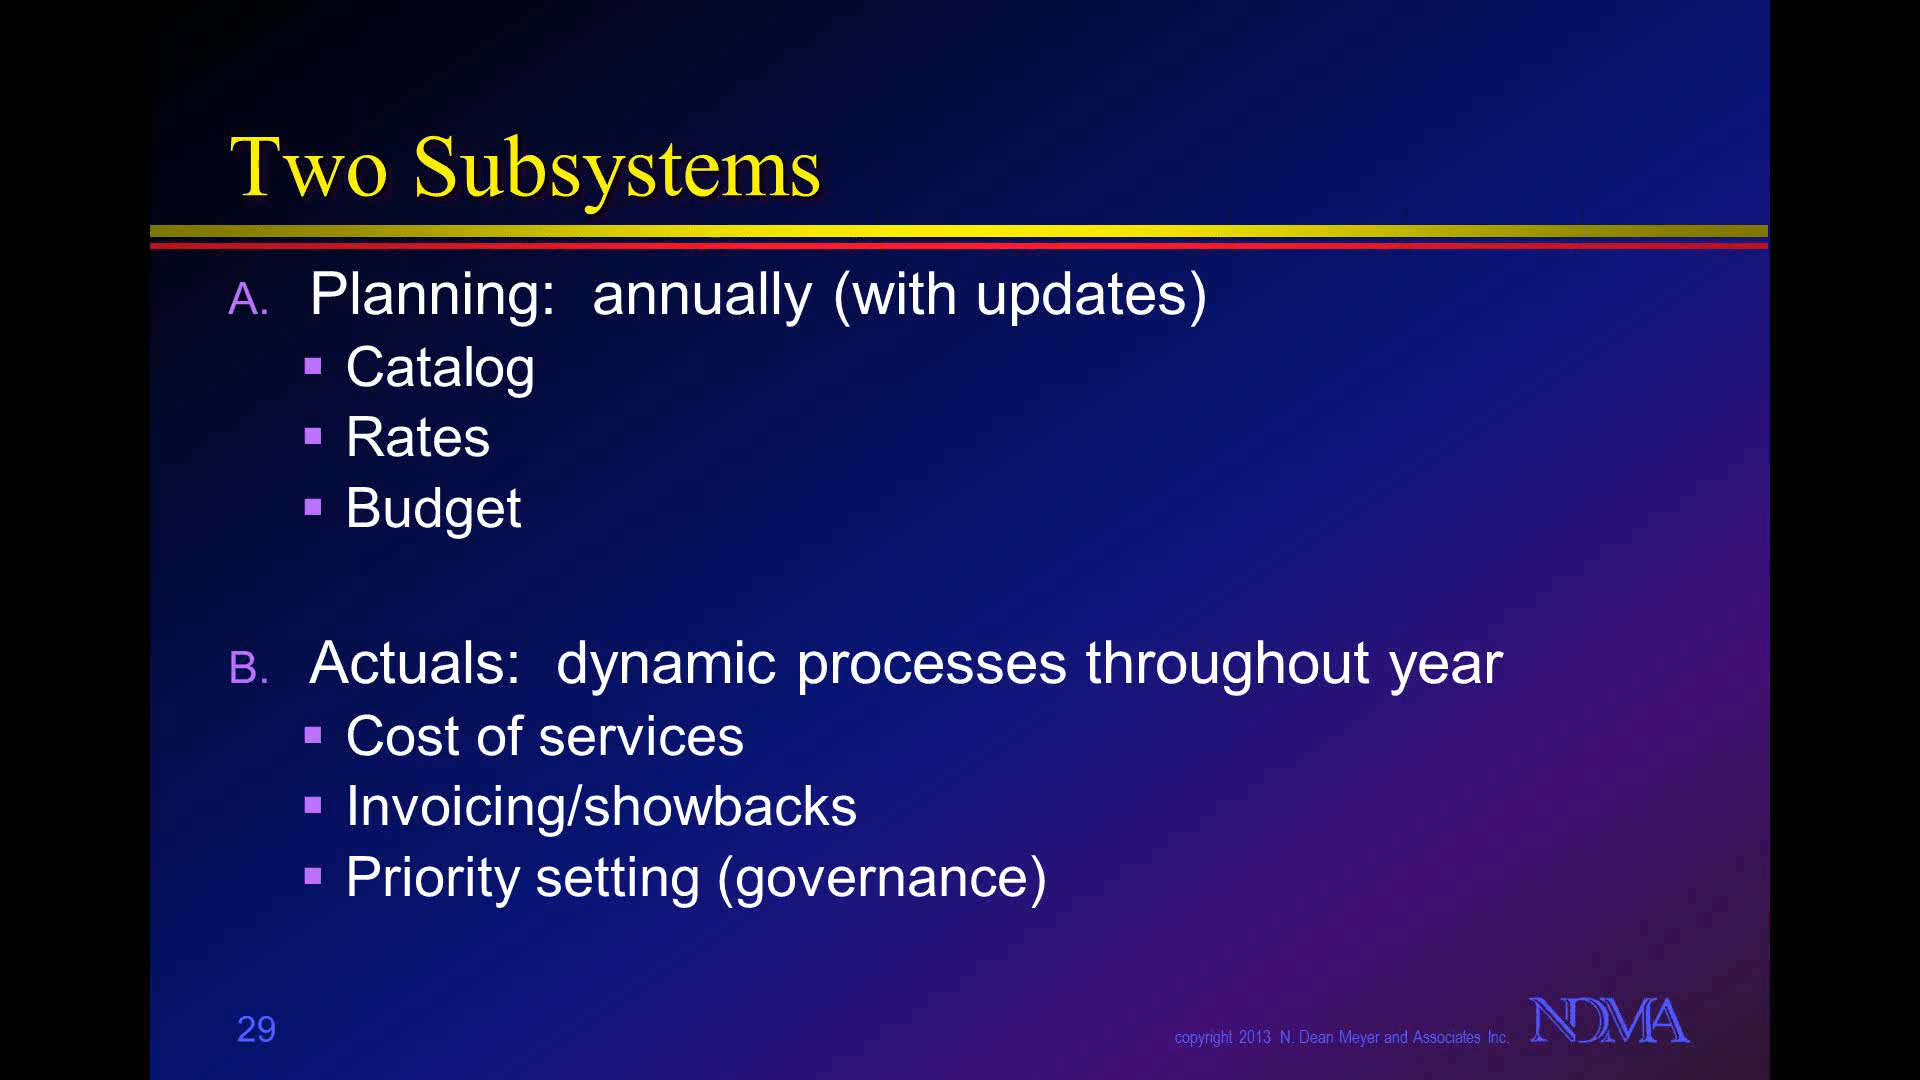 Two Subsystems
A. Planning: annually (with updates)
▪ Catalog
▪ Rates
▪ Budget
B. Actuals: dynamic processes throughout year
▪ Cost of services
▪ Invoicing/showbacks
▪ Priority setting (governance)
29
copyright 2013 N. Dean Meyer and Associates Inc.
NDMA